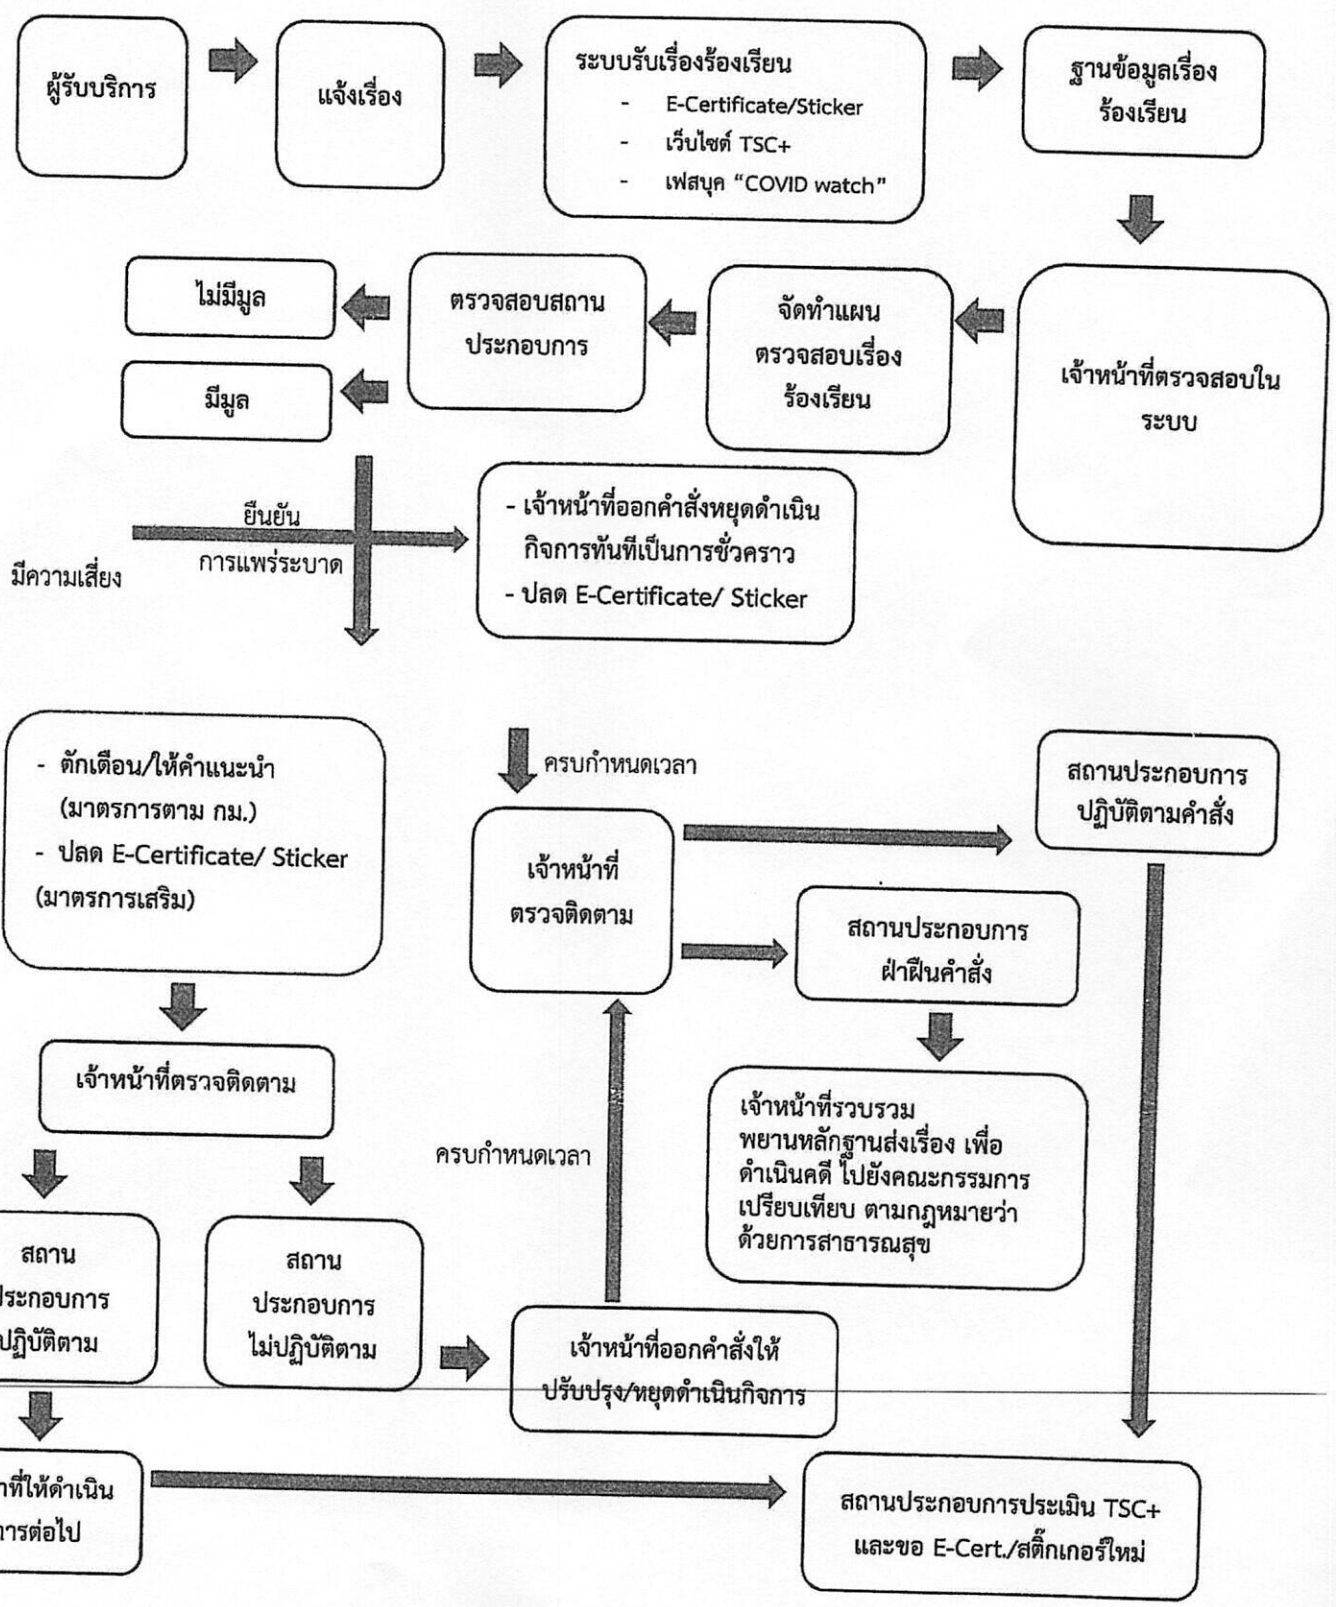 ผู้รับบริการ
แจ้งเรื่อง
ระบบรับเรื่องร้องเรียน
- E-Certificate/Sticker
- เว็บไซต์ TSC+
- เฟสบุค “COVID watch”
ฐานข้อมูลเรื่อง
ร้องเรียน
เจ้าหน้าที่ตรวจสอบใน
ระบบ
จัดทำแผน
ตรวจสอบเรื่อง
ร้องเรียน
ตรวจสอบสถาน
ประกอบการ
ไม่มีมูล
มีมูล
ยืนยัน
การแพร่ระบาด
มีความเสี่ยง
- เจ้าหน้าที่ออกคำสั่งหยุดดำเนิน
กิจการทันทีเป็นการชั่วคราว
- ปลด E-Certificate/ Sticker
- ตักเตือน/ให้คำแนะนำ
(มาตรการตาม กม.)
- ปลด E-Certificate/ Sticker
(มาตรการเสริม)
ครบกำหนดเวลา
เจ้าหน้าที่
ตรวจติดตาม
สถานประกอบการ
ปฏิบัติตามคำสั่ง
สถานประกอบการ
ฝ่าฝืนคำสั่ง
เจ้าหน้าที่รวบรวม
พยานหลักฐานส่งเรื่อง เพื่อ
ดำเนินคดี ไปยังคณะกรรมการ
เปรียบเทียบ ตามกฎหมายว่า
ด้วยการสาธารณสุข
เจ้าหน้าที่ตรวจติดตาม
ครบกำหนดเวลา
สถาน
ประกอบการ
ปฏิบัติตาม
สถาน
ประกอบการ
ไม่ปฏิบัติตาม
เจ้าหน้าที่ออกคำสั่งให้
ปรับปรุง/หยุดดำเนินกิจการ
าที่ให้ดำเนิน
การต่อไป
สถานประกอบการประเมิน TSC+
และขอ E-Cert./สติ๊กเกอร์ใหม่